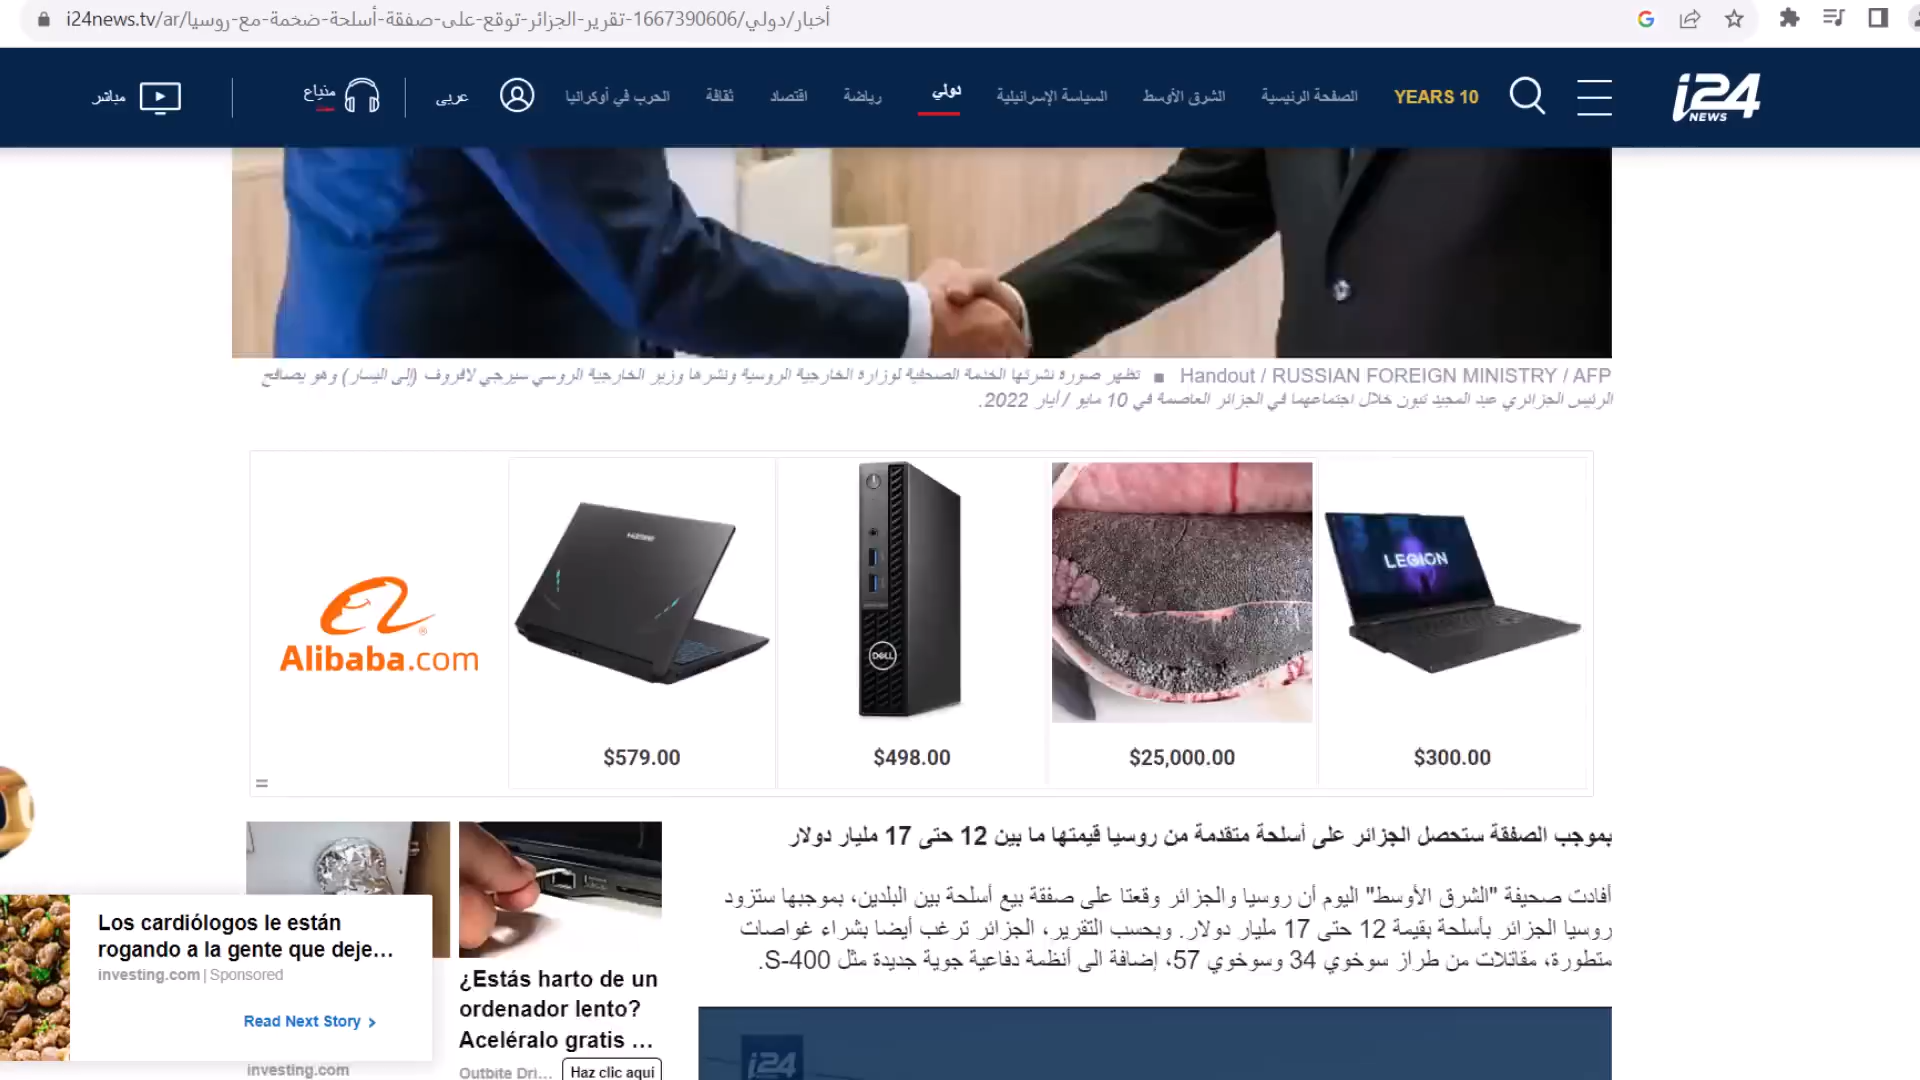 i24news.tv/ar/أخبار/دولي/1667390606-تقرير-الجزائر-توقع-على-صفقة-أسلحة-ضخمة-مع-روسيا
i24 NEWS
YEARS 10
الصفحة الرئيسية
الشرق الأوسط
السياسة الإسرائيلية
دولي
رياضة
اقتصاد
ثقافة
الحرب في أوكرانيا
عربى
مذياع
مباشر
Handout / RUSSIAN FOREIGN MINISTRY / AFP ■ تظهر صورة نشرتها الخدمة الصحفية لوزارة الخارجية الروسية ونشرها وزير الخارجية الروسي سيرجي لافروف (إلى اليسار) وهو يصافح
الرئيس الجزائري عبد المجيد تبون خلال اجتماعهما في الجزائر العاصمة في 10 مايو / أيار 2022.
Alibaba.com
DELL
LEGION
$579.00
$498.00
$25,000.00
$300.00
بموجب الصفقة ستحصل الجزائر على أسلحة متقدمة من روسيا قيمتها ما بين 12 حتى 17 مليار دولار
أفادت صحيفة "الشرق الأوسط" اليوم أن روسيا والجزائر وقعتا على صفقة بيع أسلحة بين البلدين، بموجبها ستزود
روسيا الجزائر بأسلحة بقيمة 12 حتى 17 مليار دولار. وبحسب التقرير، الجزائر ترغب أيضا بشراء غواصات
متطورة، مقاتلات من طراز سوخوي 34 وسوخوي 57، إضافة الى أنظمة دفاعية جوية جديدة مثل S-400.
i24
Los cardiólogos le están
rogando a la gente que deje...
investing.com | Sponsored
Read Next Story >
investing.com
¿Estás harto de un
ordenador lento?
Aceléralo gratis ...
Outbite Dri...
Haz clic aquí